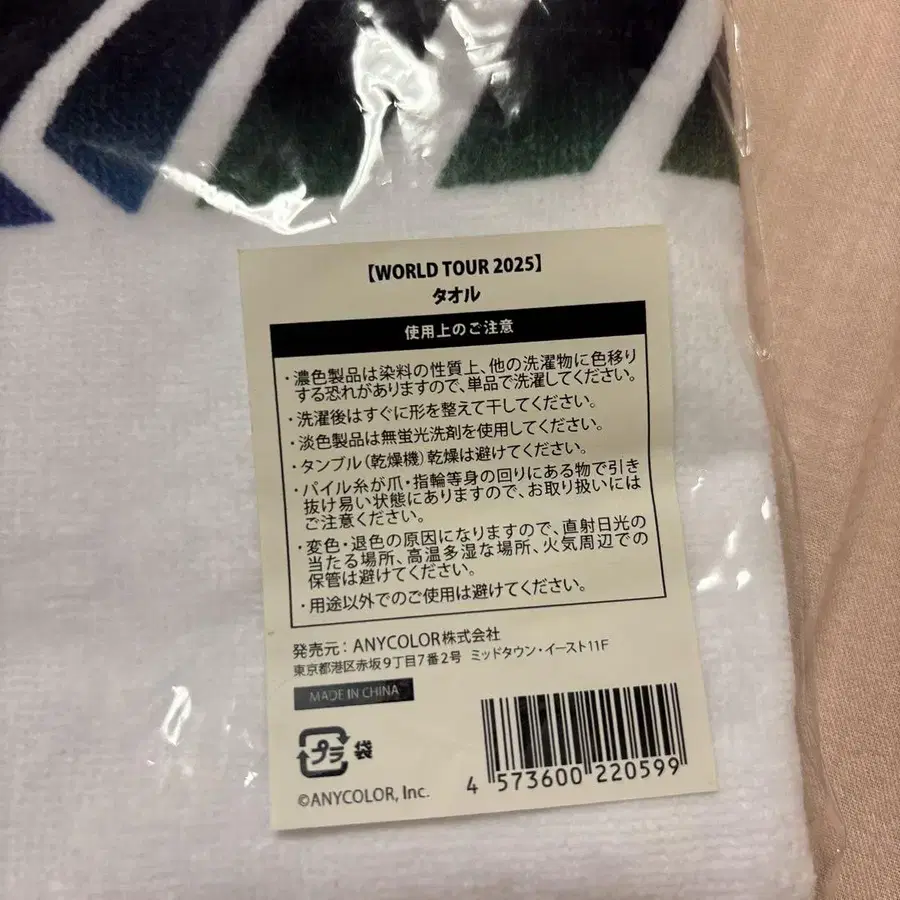 【WORLD TOUR 2025】
タオル
使用上のご注意
・濃色製品は染料の性質上、他の洗濯物に色移り
する恐れがありますので、単品で洗濯してください。
・洗濯後はすぐに形を整えて干してください。
・淡色製品は無蛍光洗剤を使用してください。
・タンブル(乾燥機)乾燥は避けてください。
・パイル糸が爪・指輪等身の回りにある物で引き
抜け易い状態にありますので、お取り扱いには
ご注意ください。
・変色・退色の原因になりますので、直射日光の
当たる場所、高温多湿な場所、火気周辺での
保管は避けてください。
・用途以外でのご使用は避けてください。
発売元:ANYCOLOR株式会社
東京都港区赤坂9丁目7番2号 ミッドタウン・イースト11F
MADE IN CHINA
プラ 袋
©ANYCOLOR, Inc.
4 573600 220599